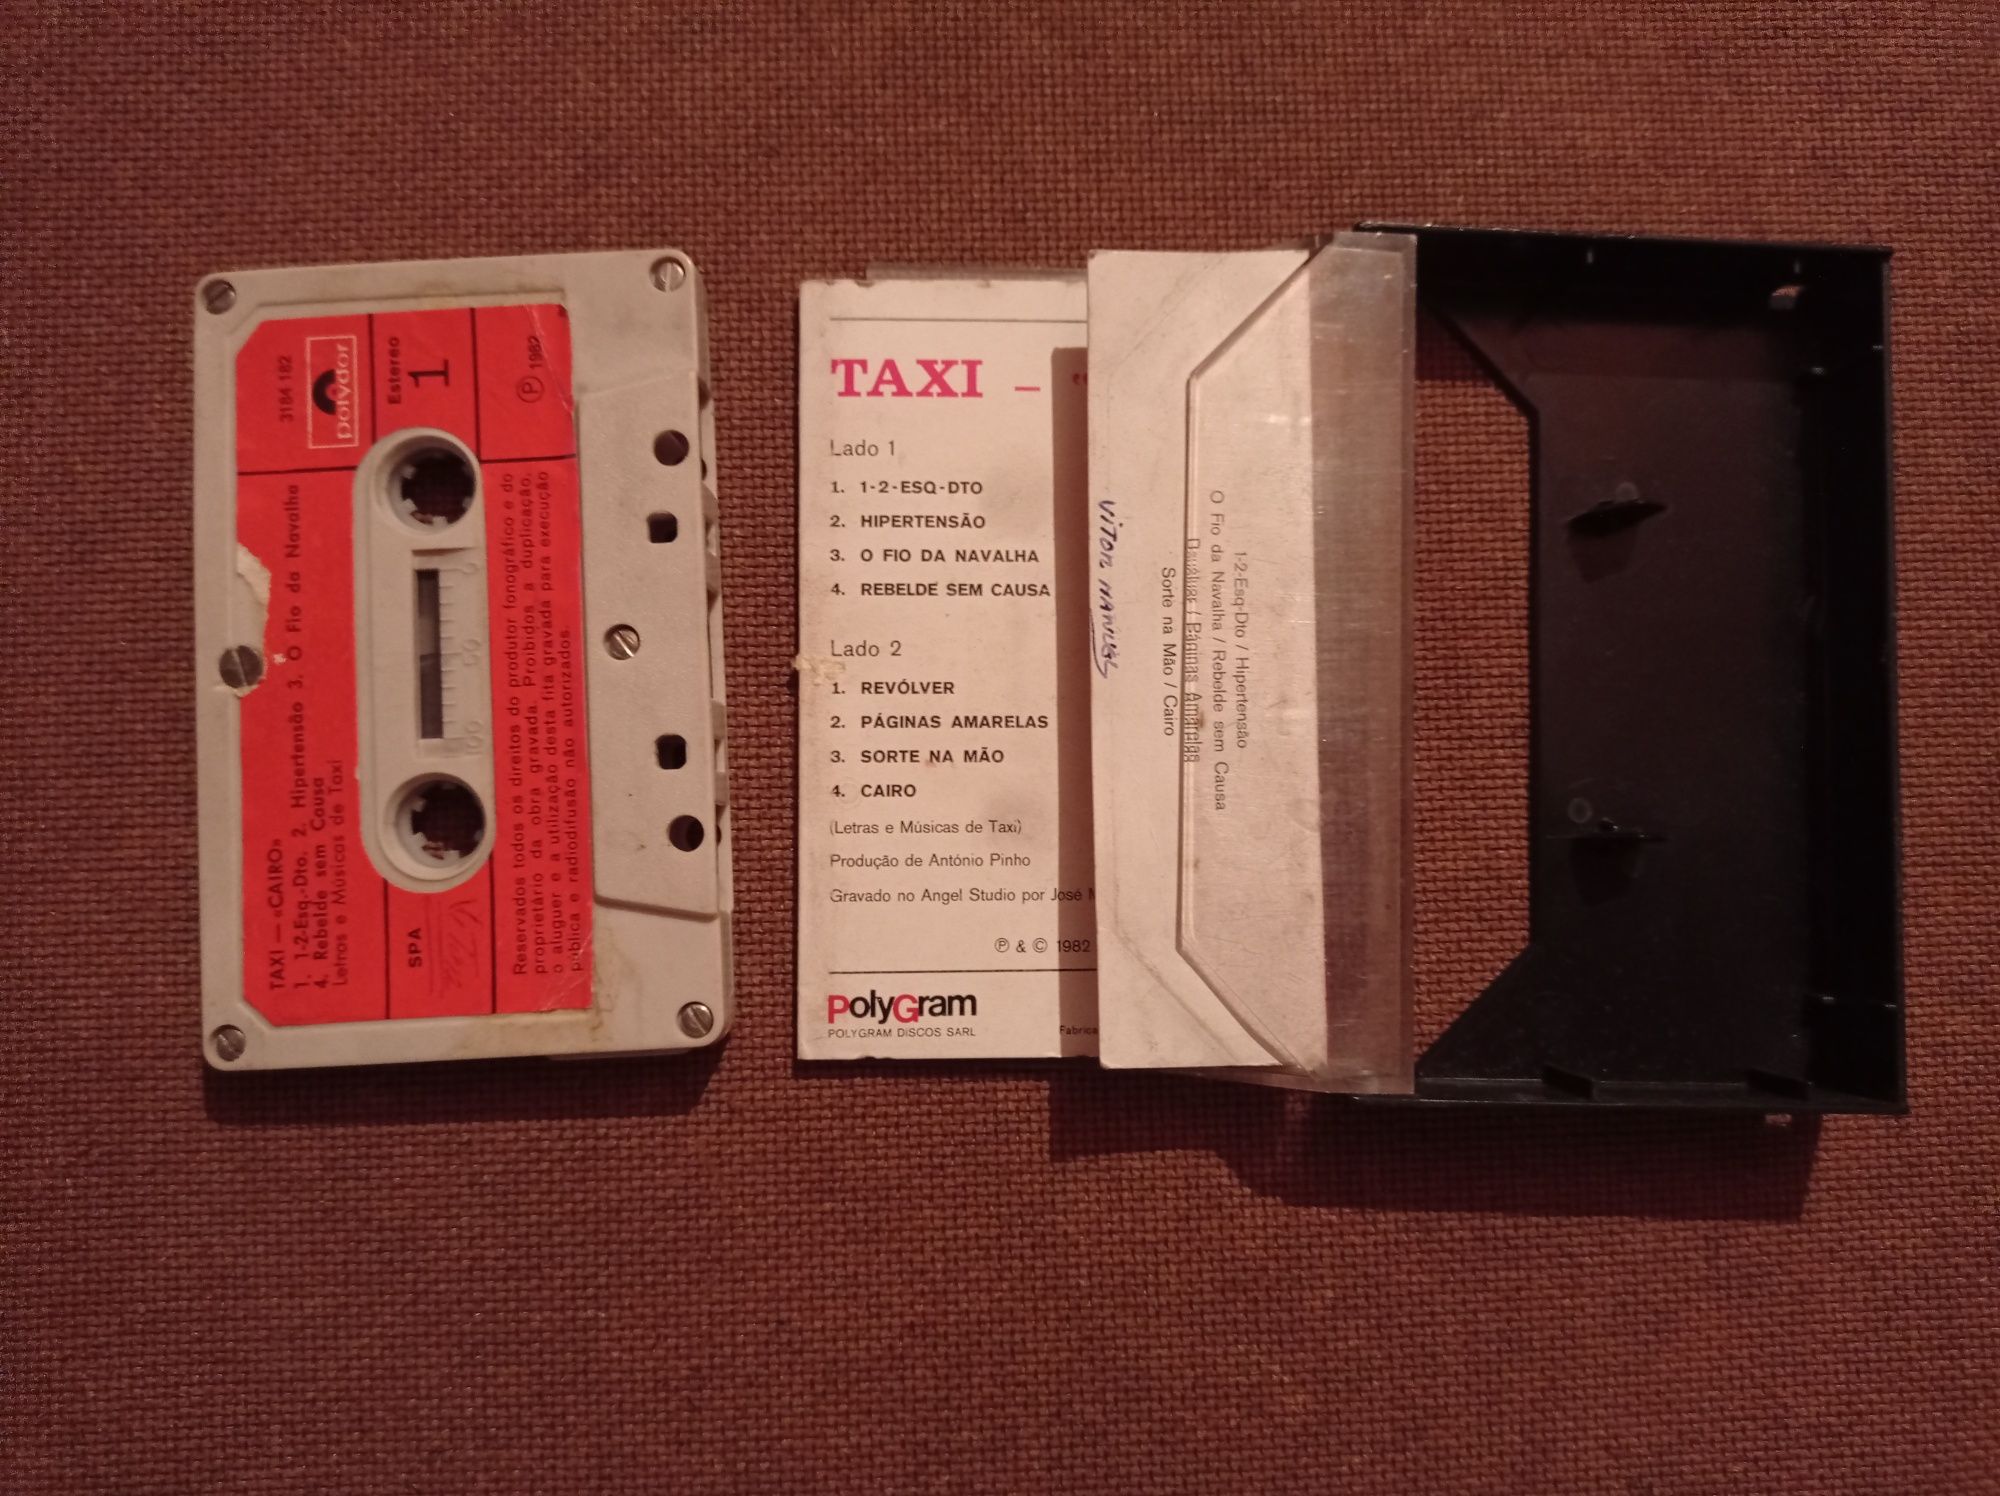 TAXI — «CAIRO»
1. 1-2-Esq.-Dto. 2. Hipertensão 3. O Fio da Navalha
4. Rebelde sem Causa
Letras e Músicas de Taxi
3184 182
polydor
Estereo
1
SPA
Ⓟ 1982
Reservados todos os direitos do produtor fonográfico e do
proprietário da obra gravada. Proibidos a duplicação,
o aluguer e a utilização desta fita gravada para execução
pública e radiodifusão não autorizados.
100 50 0
TAXI –
Lado 1
1. 1-2-ESQ-DTO
2. HIPERTENSÃO
3. O FIO DA NAVALHA
4. REBELDE SEM CAUSA
Lado 2
1. REVÓLVER
2. PÁGINAS AMARELAS
3. SORTE NA MÃO
4. CAIRO
(Letras e Músicas de Taxi)
Produção de António Pinho
Gravado no Angel Studio por José M
Ⓟ & © 1982
PolyGram
POLYGRAM DISCOS SARL
Fabrica
VITOR MANUEL
1-2-Esq-Dto / Hipertensão
O Fio da Navalha / Rebelde sem Causa
/ Páginas Amarelas
Sorte na Mão / Cairo